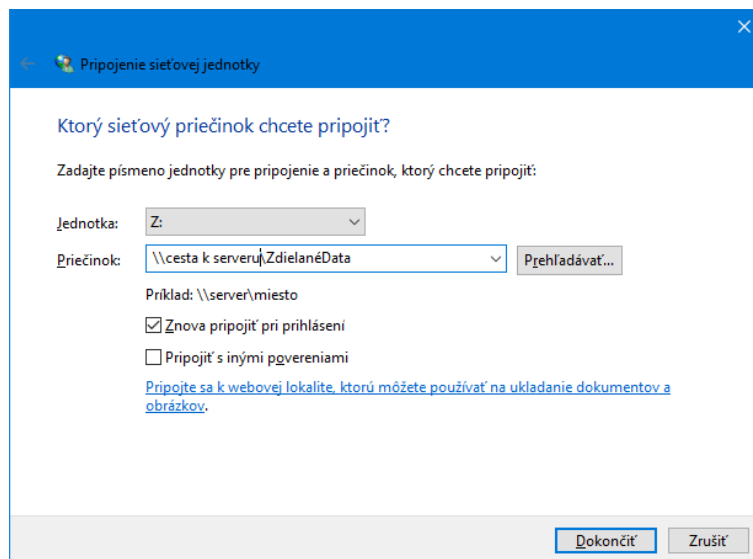 Pripojenie sieťovej jednotky
Ktorý sieťový priečinok chcete pripojiť?
Zadajte písmeno jednotky pre pripojenie a priečinok, ktorý chcete pripojiť:
Jednotka: Z:
Priečinok: \\cesta k serveru\ZdielanéData Prehľadávať...
Príklad: \\server\miesto
Znova pripojiť pri prihlásení
Pripojiť s inými povereniami
Pripojte sa k webovej lokalite, ktorú môžete používať na ukladanie dokumentov a
obrázkov.
Dokončiť Zrušiť